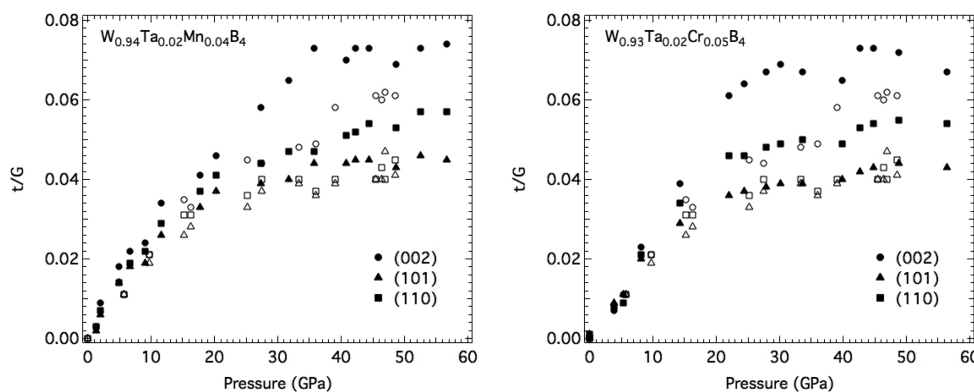 W₀.₉₄Ta₀.₀₂Mn₀.₀₄B₄
0.08
0.06
0.04
0.02
0.00
t/G
(002)
(101)
(110)
0 10 20 30 40 50 60
Pressure (GPa)
W₀.₉₃Ta₀.₀₂Cr₀.₀₅B₄
0.08
0.06
0.04
0.02
0.00
t/G
(002)
(101)
(110)
0 10 20 30 40 50 60
Pressure (GPa)